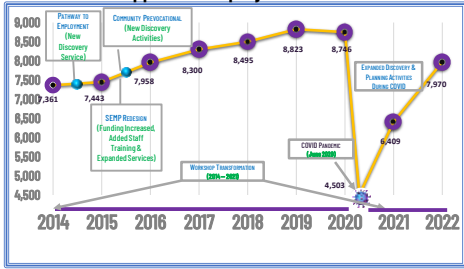 9,000
8,500
8,000
7,500
7,000
6,500
6,000
5,500
5,000
4,500
PATHWAY TO
EMPLOYMENT
(New
Discovery
Service)
COMMUNITY PREVOCATIONAL
(New Discovery
Activities)
SEMP REDESIGN
(Funding Increased,
Added Staff
Training &
Expanded Services)
EXPANDED DISCOVERY &
PLANNING ACTIVITIES
DURING COVID
COVID PANDEMIC
(June 2020)
WORKSHOP TRANSFORMATION
(2014 – 2021)
7,361
7,443
7,958
8,300
8,495
8,823
8,746
4,503
6,409
7,970
2014 2015 2016 2017 2018 2019 2020 2021 2022